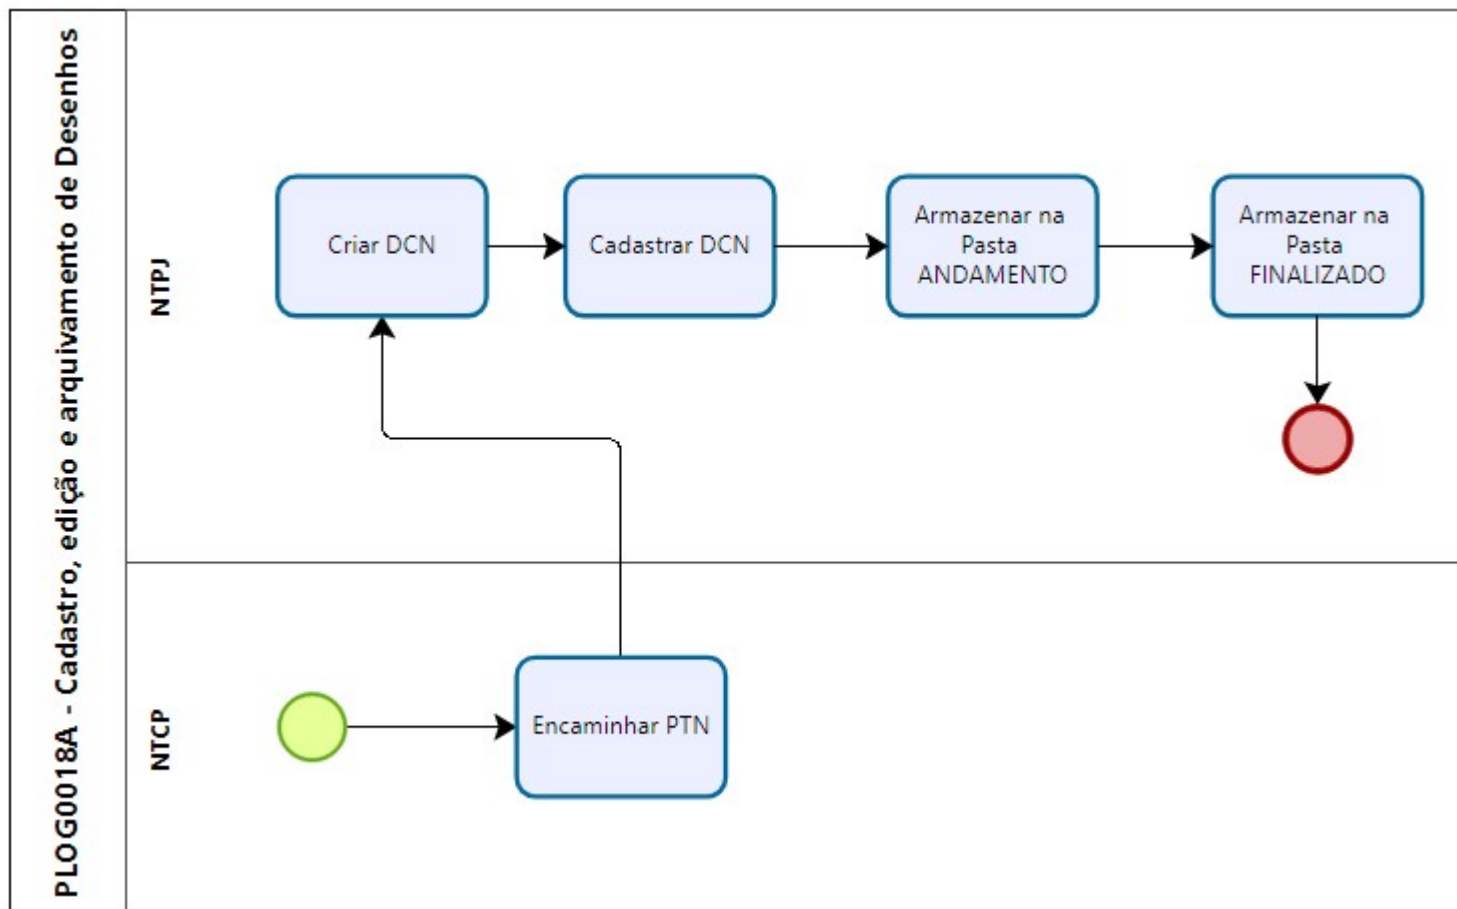 PLOG0018A - Cadastro, edição e arquivamento de Desenhos
NTPJ
Criar DCN
Cadastrar DCN
Armazenar na
Pasta
ANDAMENTO
Armazenar na
Pasta
FINALIZADO
NTCP
Encaminhar PTN